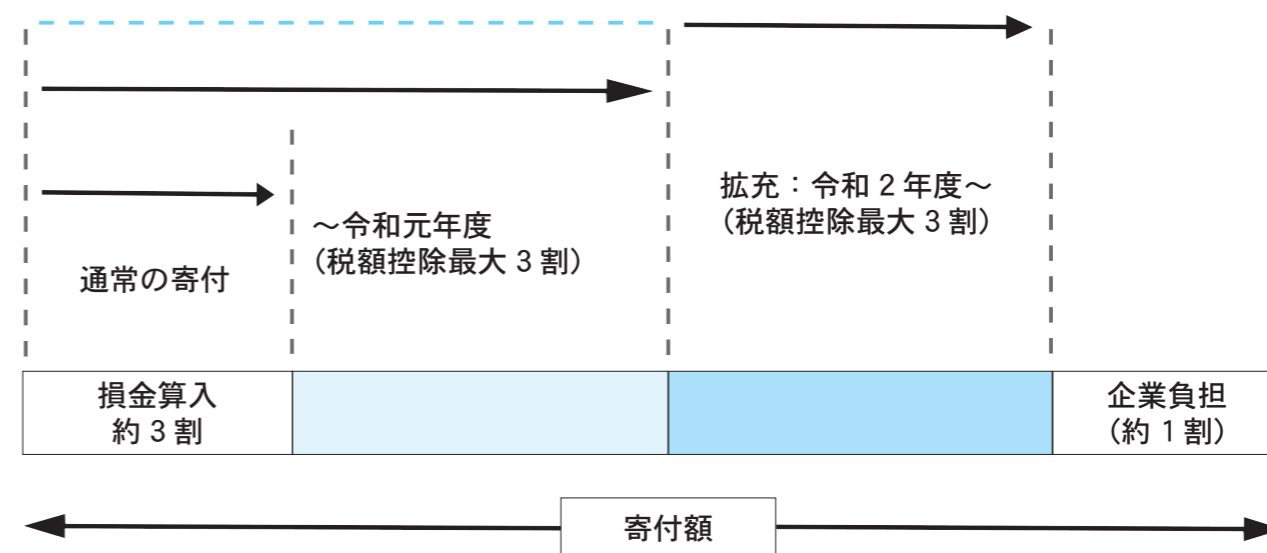 拡充：令和 2 年度～
（税額控除最大 3 割）
～令和元年度
（税額控除最大 3 割）
通常の寄付
損金算入
約 3 割
企業負担
（約 1 割）
寄付額